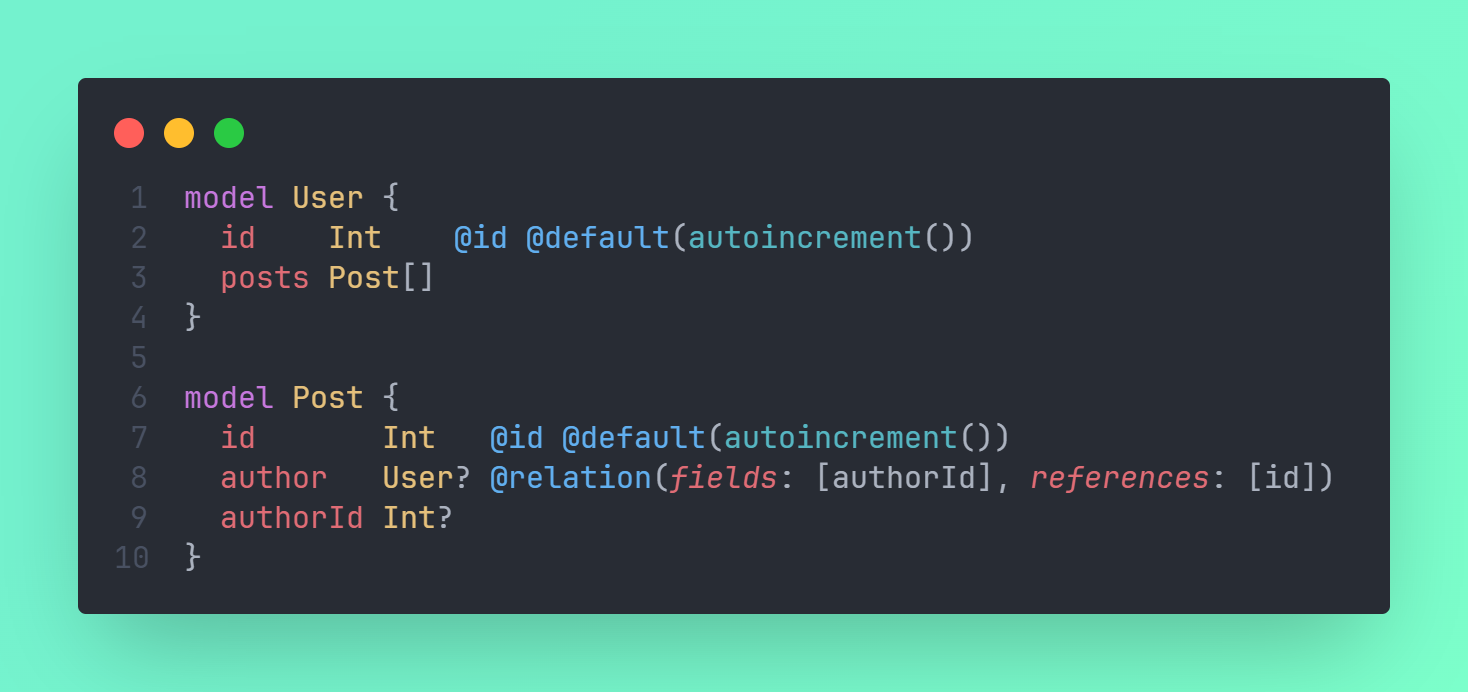 1 model User {
2   id    Int    @id @default(autoincrement())
3   posts Post[]
4 }
5
6 model Post {
7   id       Int   @id @default(autoincrement())
8   author   User? @relation(fields: [authorId], references: [id])
9   authorId Int?
10 }